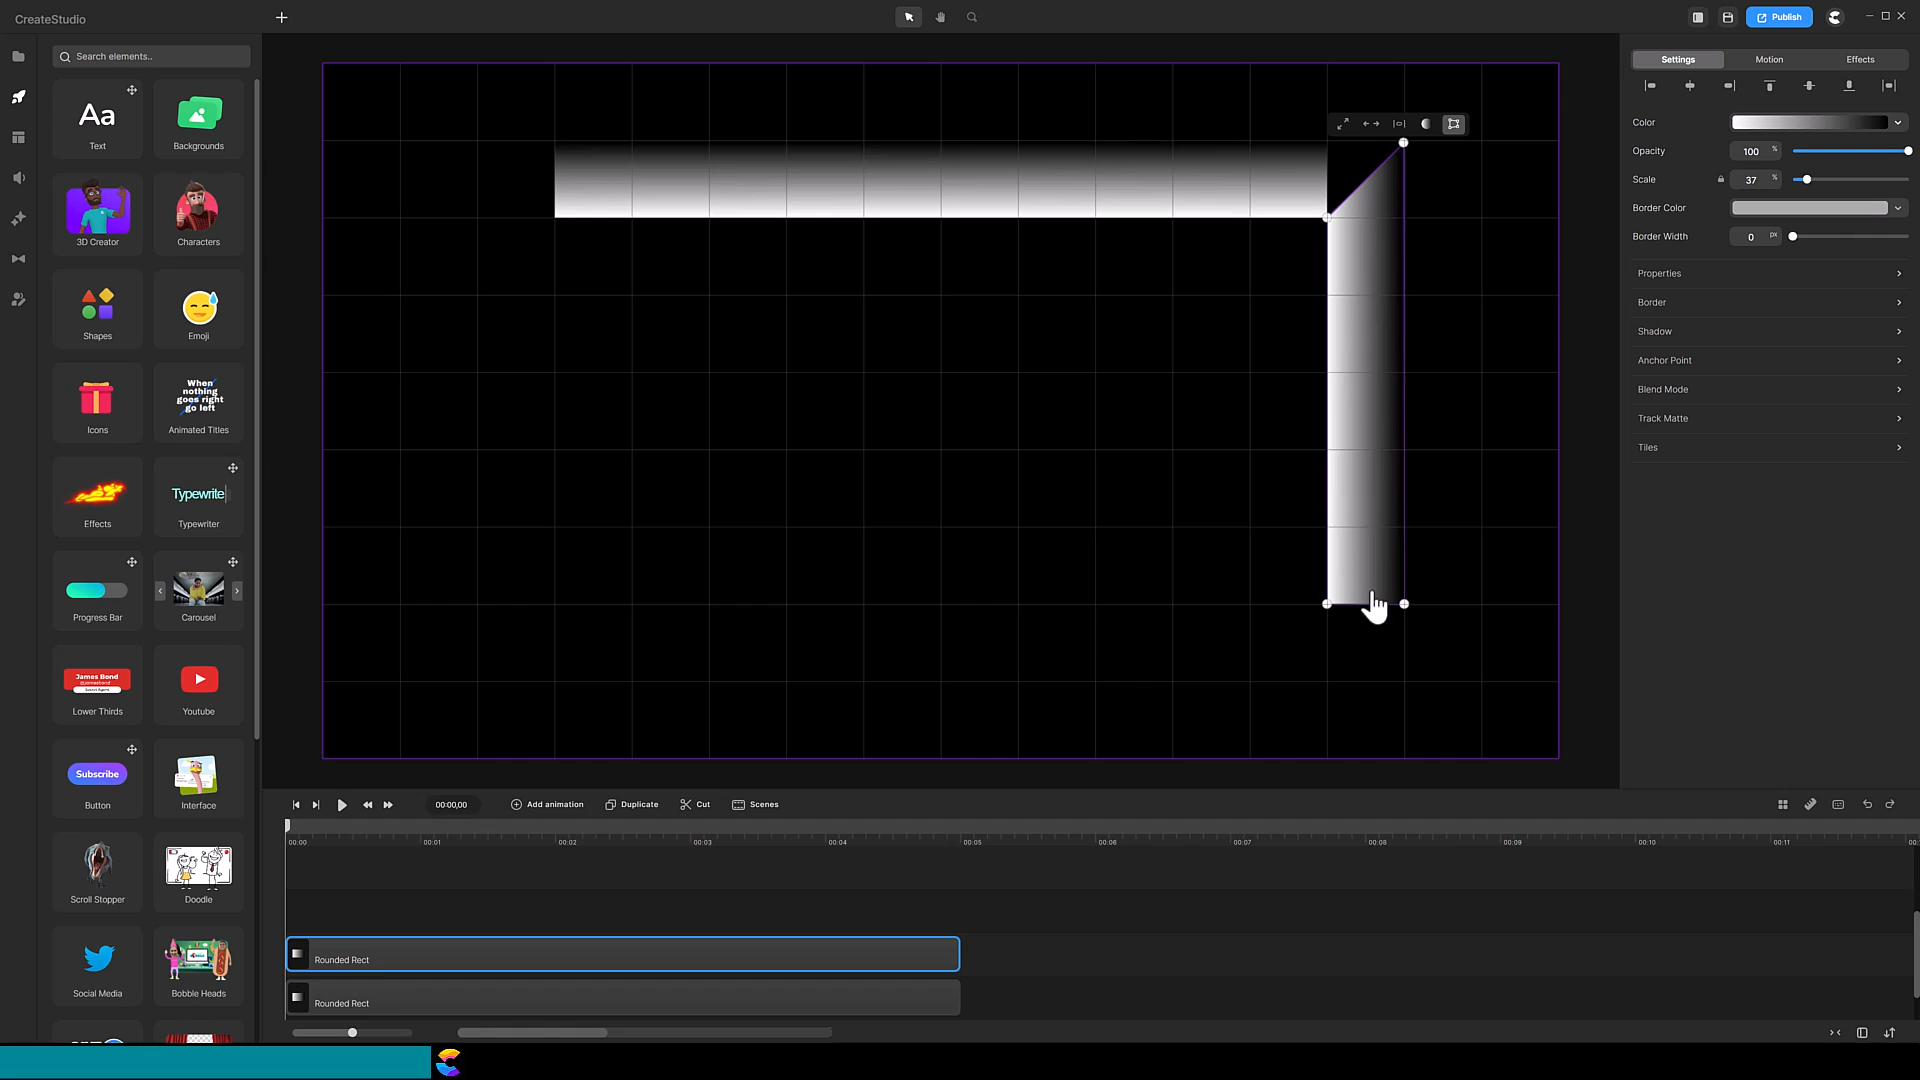 CreateStudio
Publish
Search elements..
Aa
Text
Backgrounds
3D Creator
Characters
Shapes
Emoji
Icons
When
nothing
goes right
go left
Animated Titles
Effects
Typewrite
Typewriter
Progress Bar
Carousel
James Bond
Lower Thirds
Youtube
Subscribe
Button
Interface
Scroll Stopper
Doodle
Social Media
Bobble Heads
Settings
Motion
Effects
Color
Opacity
100
%
Scale
37
%
Border Color
Border Width
0
px
Properties
Border
Shadow
Anchor Point
Blend Mode
Track Matte
Tiles
00:00,00
Add animation
Duplicate
Cut
Scenes
00:00
00:01
00:02
00:03
00:04
00:05
00:06
00:07
00:08
00:09
00:10
00:11
Rounded Rect
Rounded Rect